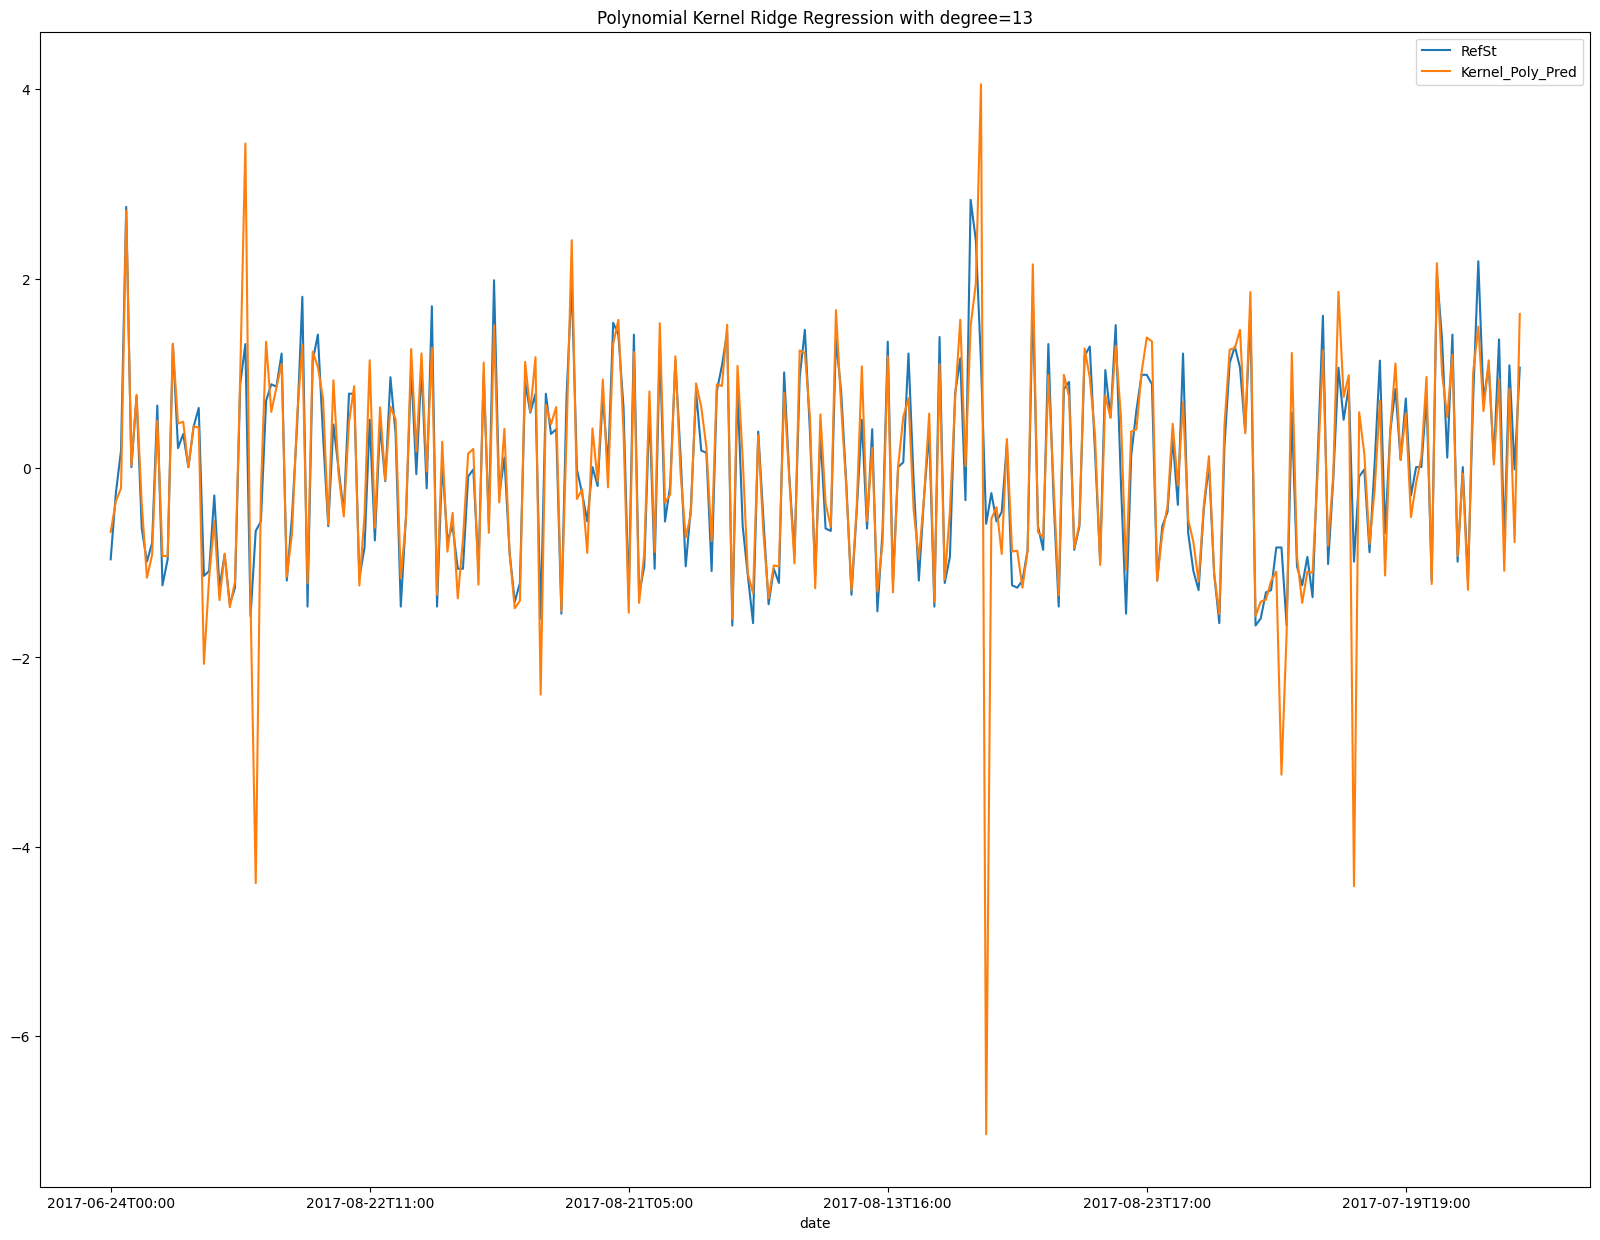 Polynomial Kernel Ridge Regression with degree=13
RefSt
Kernel_Poly_Pred
4
2
0
−2
−4
−6
2017-06-24T00:00 2017-08-22T11:00 2017-08-21T05:00 2017-08-13T16:00 2017-08-23T17:00 2017-07-19T19:00
date